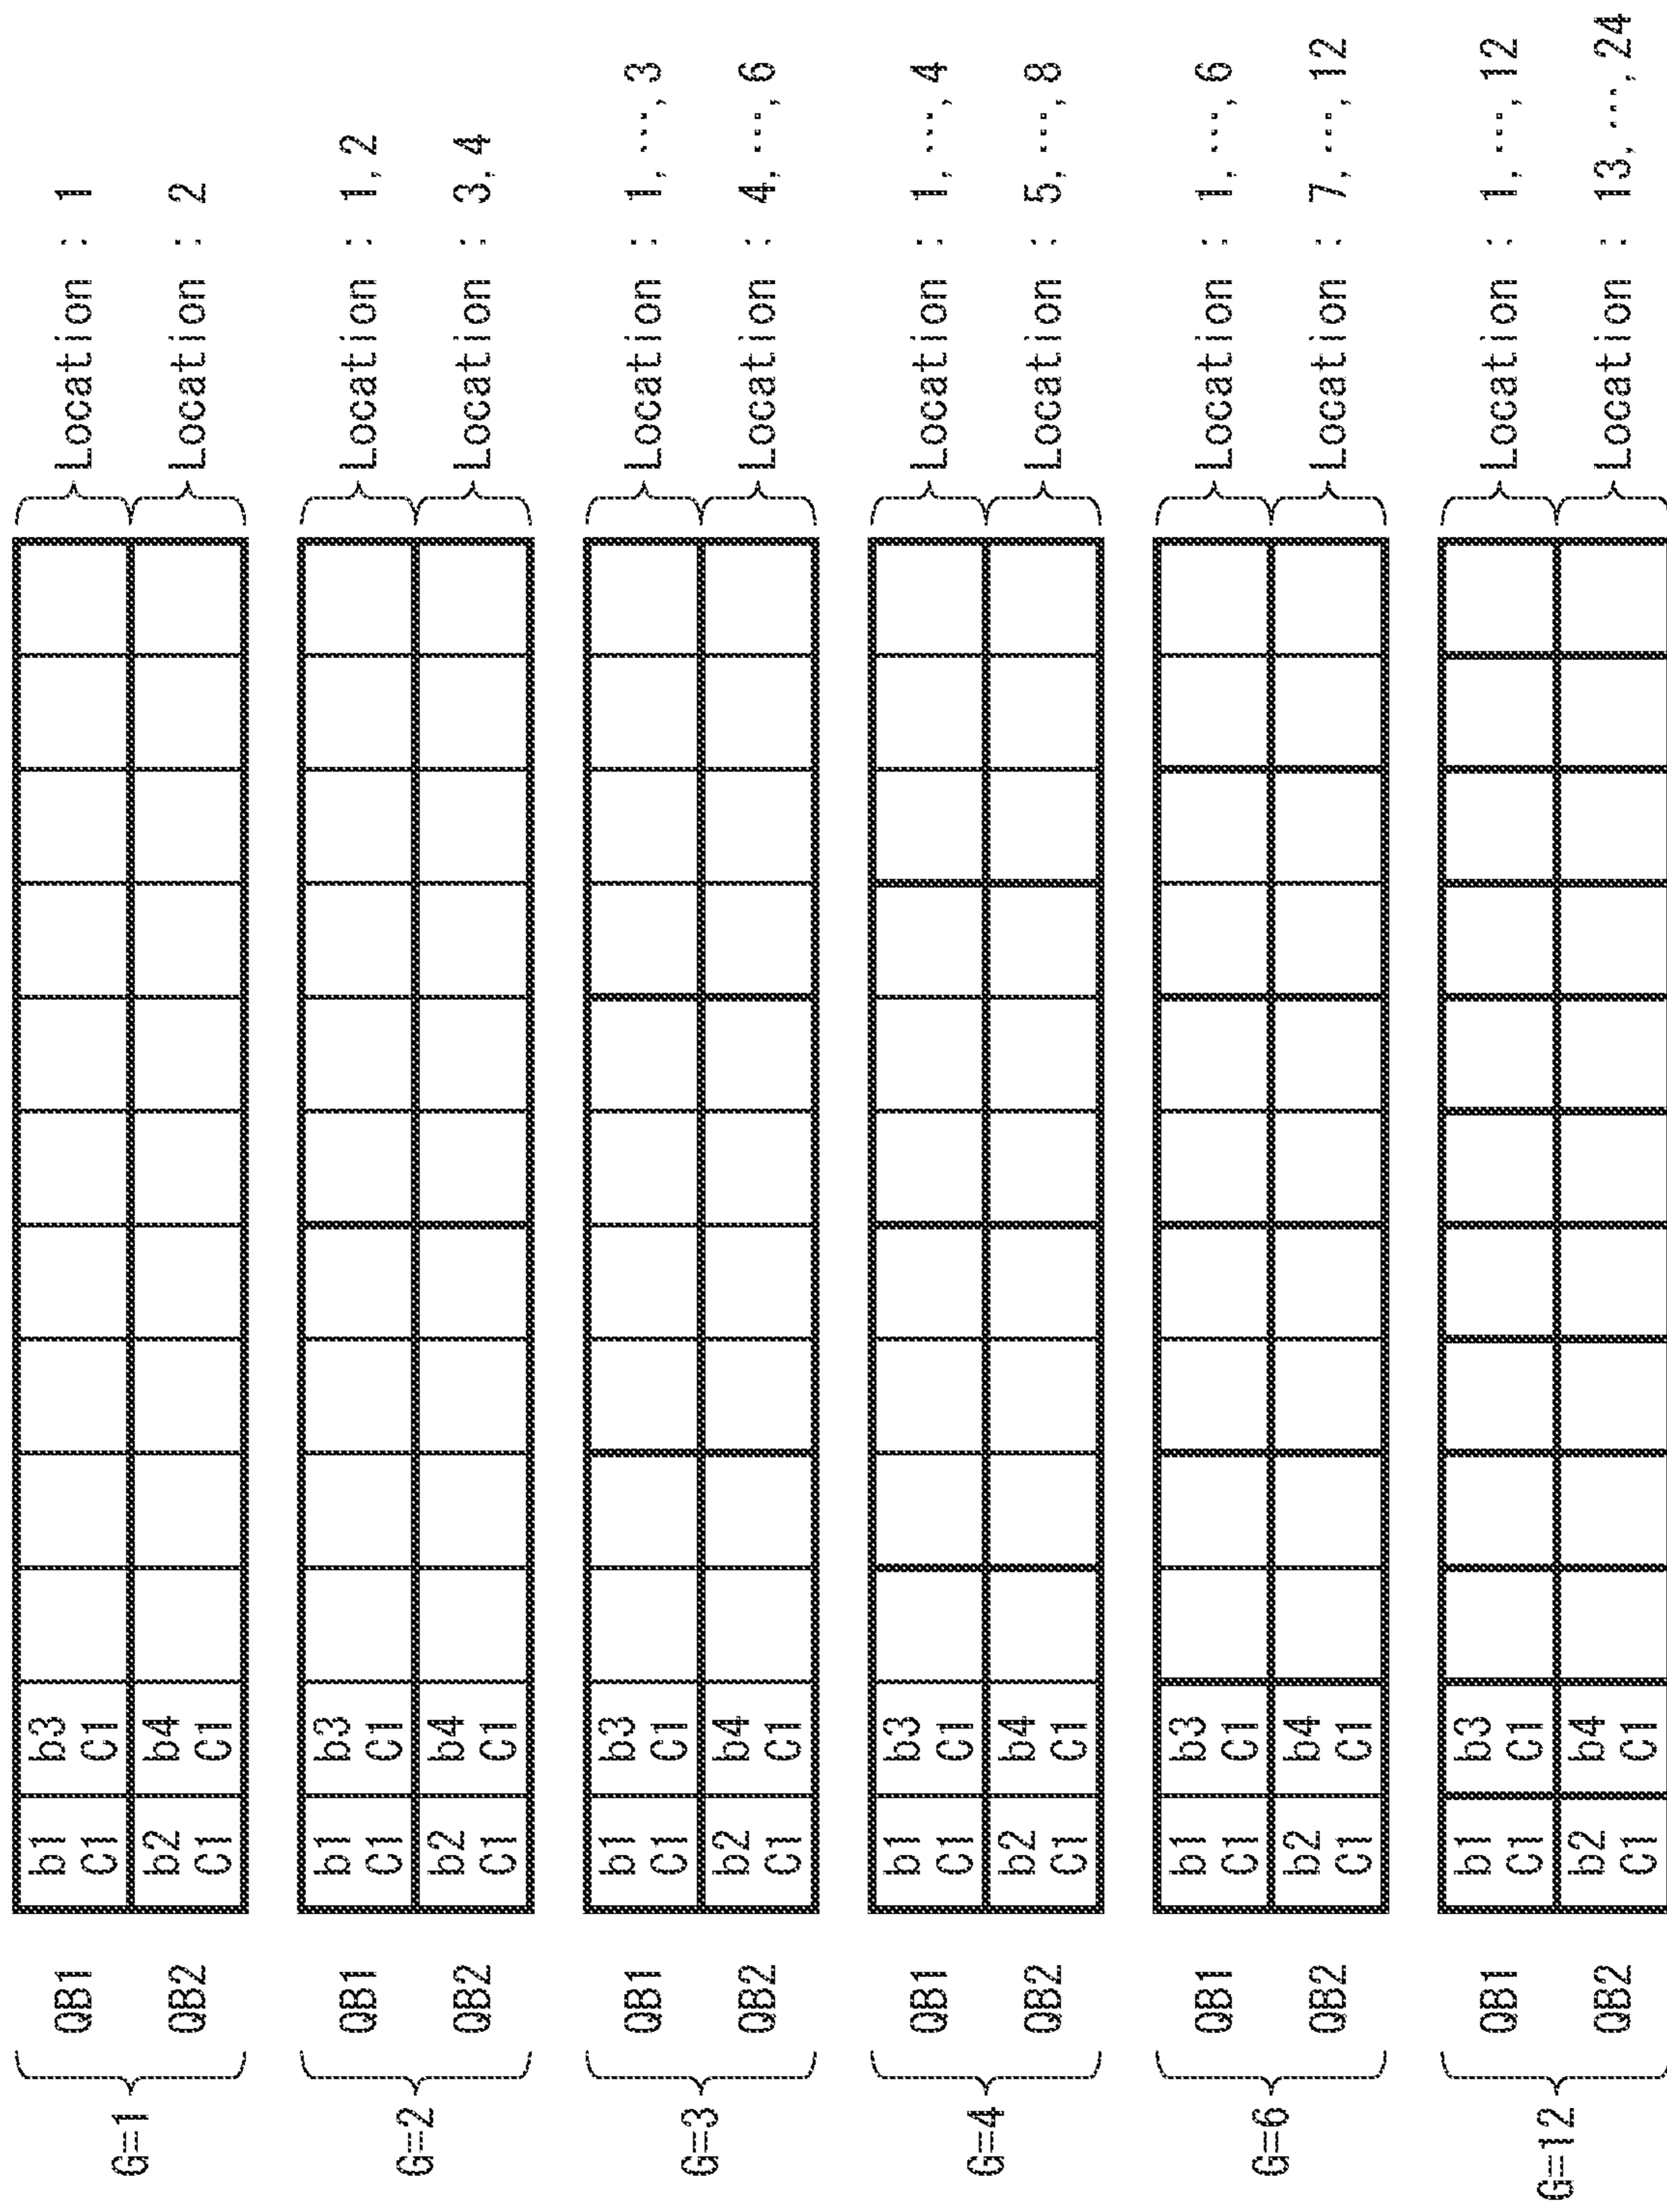 G=1
QB1 b1 C1 b3 C1 Location : 1
QB2 b2 C1 b4 C1 Location : 2
G=2
QB1 b1 C1 b3 C1 Location : 1, 2
QB2 b2 C1 b4 C1 Location : 3, 4
G=3
QB1 b1 C1 b3 C1 Location : 1, ···, 3
QB2 b2 C1 b4 C1 Location : 4, ···, 6
G=4
QB1 b1 C1 b3 C1 Location : 1, ···, 4
QB2 b2 C1 b4 C1 Location : 5, ···, 8
G=6
QB1 b1 C1 b3 C1 Location : 1, ···, 6
QB2 b2 C1 b4 C1 Location : 7, ···, 12
G=12
QB1 b1 C1 b3 C1 Location : 1, ···, 12
QB2 b2 C1 b4 C1 Location : 13, ···, 24